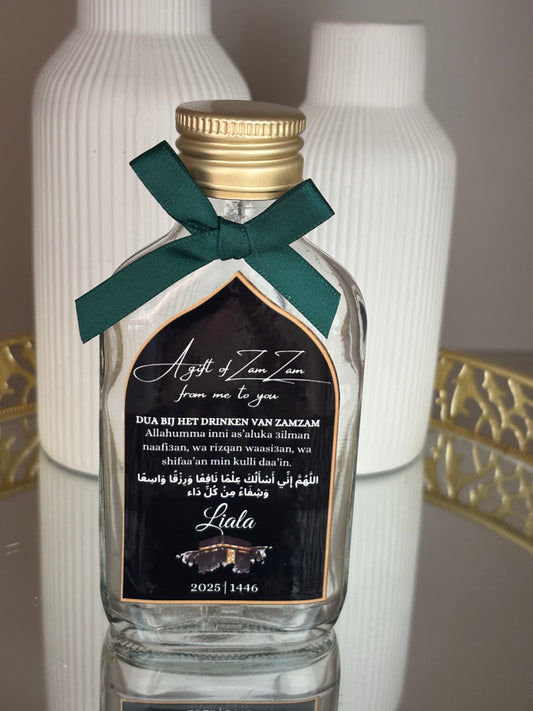 A gift of Zam Zam
from me to you
DUA BIJ HET DRINKEN VAN ZAMZAM
Allahumma inni as'aluka 3ilman
naafi3an, wa rizqan waasi3an, wa
shifaa'an min kulli daa'in.
اللَّهُمَّ إِنِّي أَسْأَلُكَ عِلْمًا نَافِعًا وَرِزْقًا وَاسِعًا
وَشِفَاءً مِنْ كُلِّ دَاء
Liala
2025 | 1446